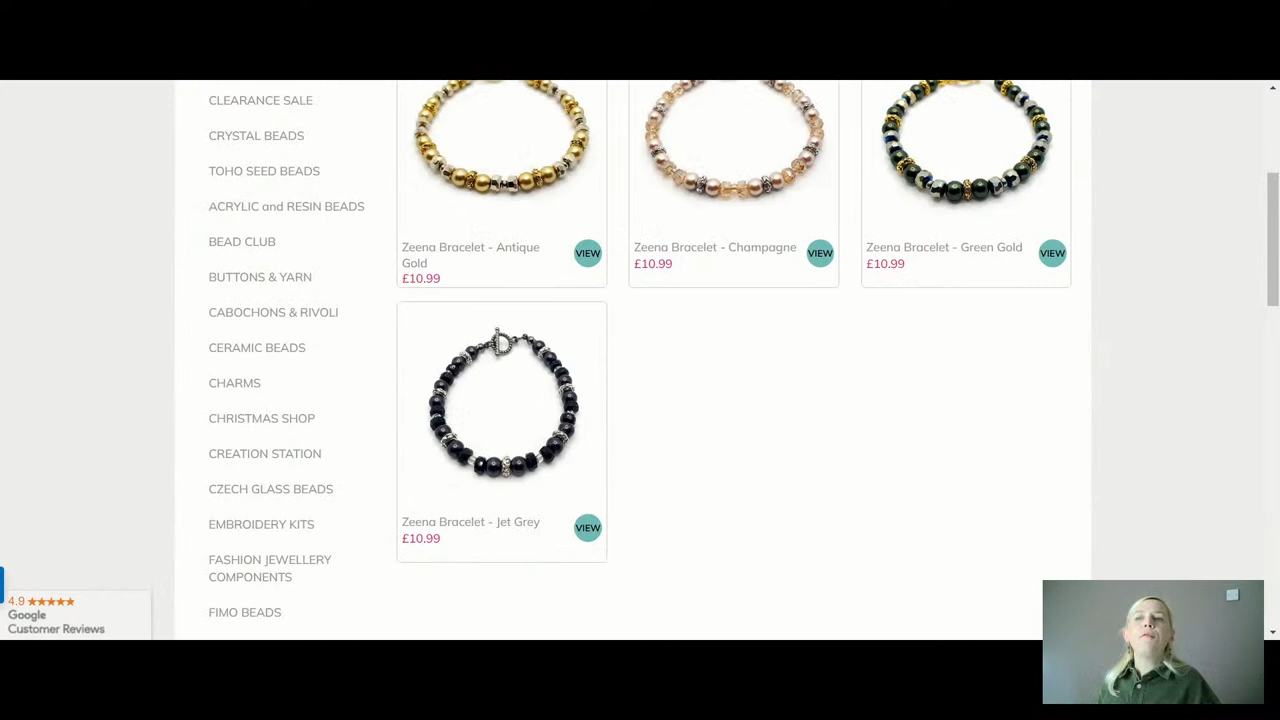 CLEARANCE SALE
CRYSTAL BEADS
TOHO SEED BEADS
ACRYLIC and RESIN BEADS
BEAD CLUB
BUTTONS & YARN
CABOCHONS & RIVOLI
CERAMIC BEADS
CHARMS
CHRISTMAS SHOP
CREATION STATION
CZECH GLASS BEADS
EMBROIDERY KITS
FASHION JEWELLERY
COMPONENTS
FIMO BEADS
Zeena Bracelet - Antique
Gold
£10.99
VIEW
Zeena Bracelet - Champagne
£10.99
VIEW
Zeena Bracelet - Green Gold
£10.99
VIEW
Zeena Bracelet - Jet Grey
£10.99
VIEW
4.9
Google
Customer Reviews